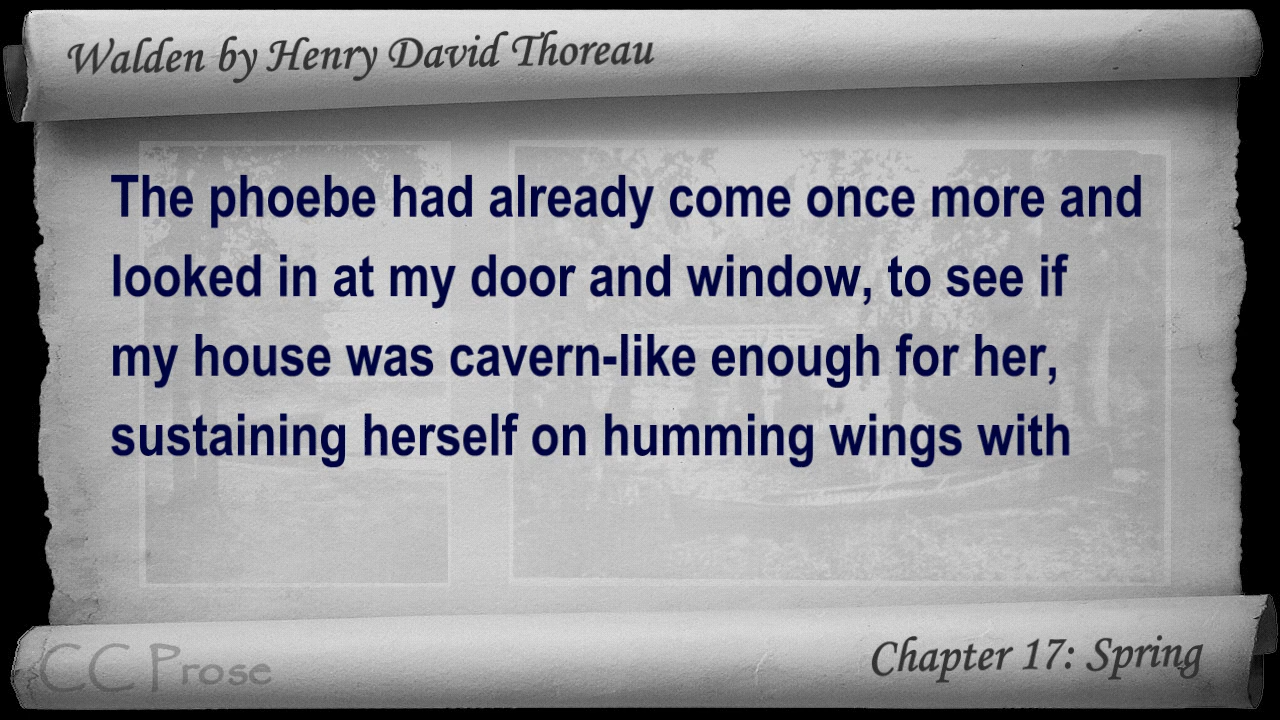 Walden by Henry David Thoreau
The phoebe had already come once more and
looked in at my door and window, to see if
my house was cavern-like enough for her,
sustaining herself on humming wings with
CC Prose
Chapter 17: Spring